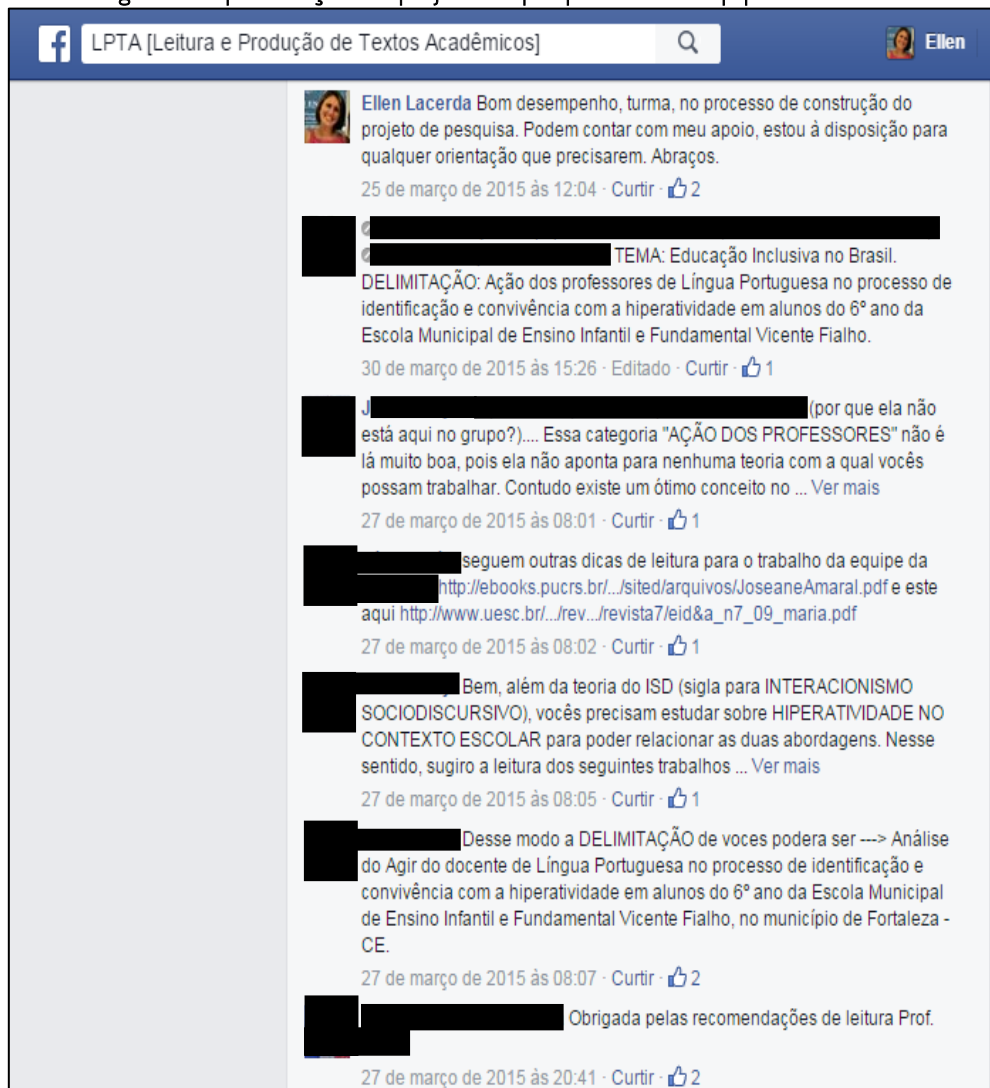 f LPTA [Leitura e Produção de Textos Acadêmicos] Ellen
Ellen Lacerda Bom desempenho, turma, no processo de construção do
projeto de pesquisa. Podem contar com meu apoio, estou à disposição para
qualquer orientação que precisarem. Abraços.
25 de março de 2015 às 12:04 · Curtir · 2
TEMA: Educação Inclusiva no Brasil.
DELIMITAÇÃO: Ação dos professores de Língua Portuguesa no processo de
identificação e convivência com a hiperatividade em alunos do 6º ano da
Escola Municipal de Ensino Infantil e Fundamental Vicente Fialho.
30 de março de 2015 às 15:26 · Editado · Curtir · 1
J (por que ela não
está aqui no grupo?).... Essa categoria "AÇÃO DOS PROFESSORES" não é
lá muito boa, pois ela não aponta para nenhuma teoria com a qual vocês
possam trabalhar. Contudo existe um ótimo conceito no ... Ver mais
27 de março de 2015 às 08:01 · Curtir · 1
seguem outras dicas de leitura para o trabalho da equipe da
http://ebooks.pucrs.br/.../sited/arquivos/JoseaneAmaral.pdf e este
aqui http://www.uesc.br/.../rev.../revista7/eid&a_n7_09_maria.pdf
27 de março de 2015 às 08:02 · Curtir · 1
Bem, além da teoria do ISD (sigla para INTERACIONISMO
SOCIODISCURSIVO), vocês precisam estudar sobre HIPERATIVIDADE NO
CONTEXTO ESCOLAR para poder relacionar as duas abordagens. Nesse
sentido, sugiro a leitura dos seguintes trabalhos ... Ver mais
27 de março de 2015 às 08:05 · Curtir · 1
Desse modo a DELIMITAÇÃO de voces podera ser ---> Análise
do Agir do docente de Língua Portuguesa no processo de identificação e
convivência com a hiperatividade em alunos do 6º ano da Escola Municipal
de Ensino Infantil e Fundamental Vicente Fialho, no município de Fortaleza -
CE.
27 de março de 2015 às 08:07 · Curtir · 2
Obrigada pelas recomendações de leitura Prof.
27 de março de 2015 às 20:41 · Curtir · 2